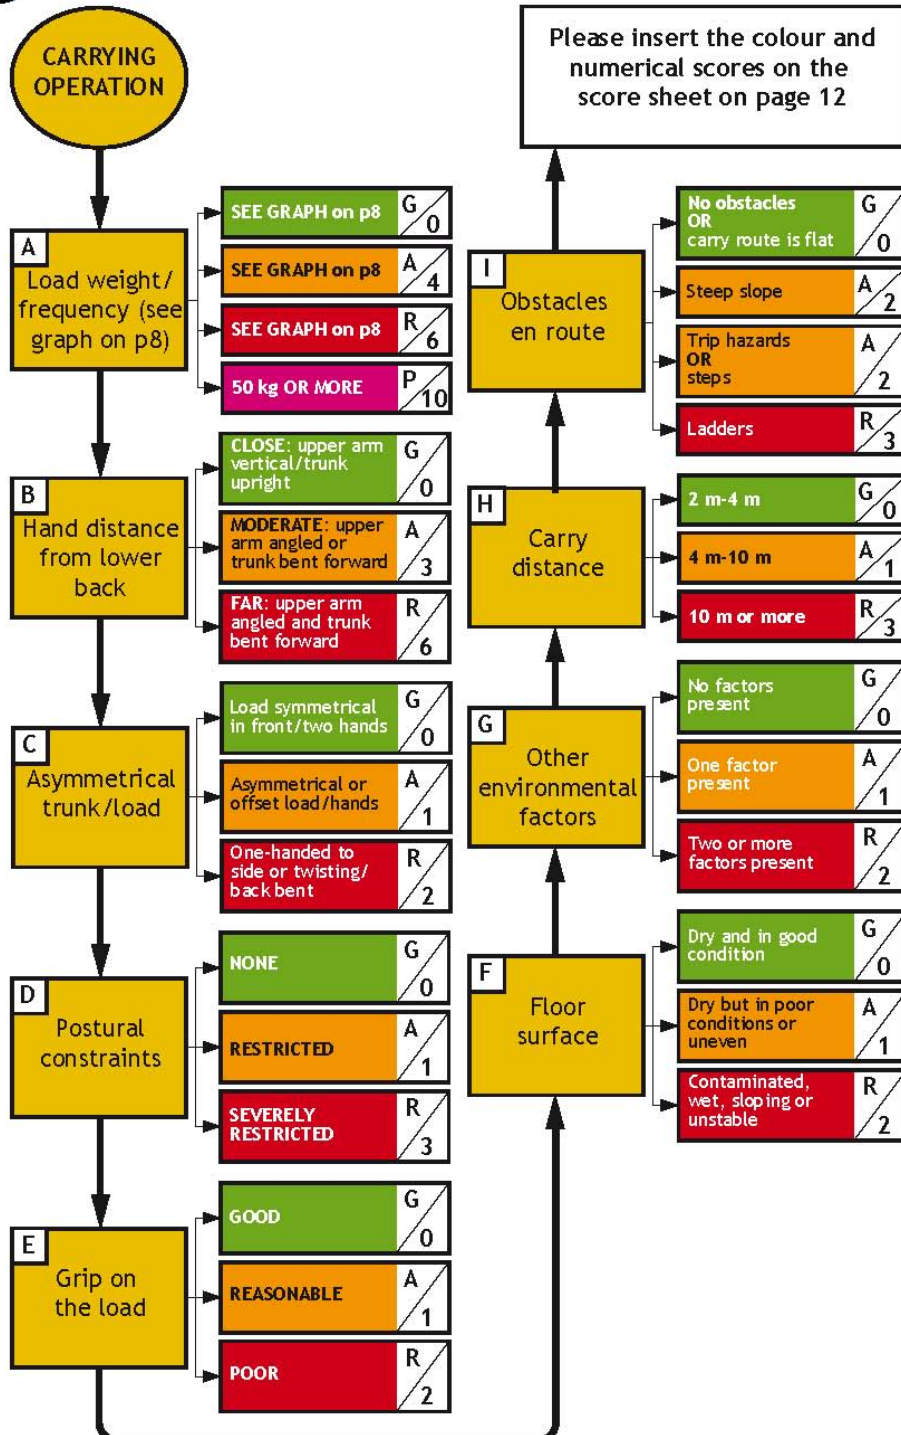 CARRYING
OPERATION
A
Load weight/
frequency (see
graph on p8)
SEE GRAPH on p8
G
0
SEE GRAPH on p8
A
4
SEE GRAPH on p8
R
6
50 kg OR MORE
P
10
B
Hand distance
from lower
back
CLOSE: upper arm
vertical/trunk
upright
G
0
MODERATE: upper
arm angled or
trunk bent forward
A
3
FAR: upper arm
angled and trunk
bent forward
R
6
C
Asymmetrical
trunk/load
Load symmetrical
in front/two hands
G
0
Asymmetrical or
offset load/hands
A
1
One-handed to
side or twisting/
back bent
R
2
D
Postural
constraints
NONE
G
0
RESTRICTED
A
1
SEVERELY
RESTRICTED
R
3
E
Grip on
the load
GOOD
G
0
REASONABLE
A
1
POOR
R
2
F
Floor
surface
Dry and in good
condition
G
0
Dry but in poor
conditions or
uneven
A
1
Contaminated,
wet, sloping or
unstable
R
2
G
Other
environmental
factors
No factors
present
G
0
One factor
present
A
1
Two or more
factors present
R
2
H
Carry
distance
2 m-4 m
G
0
4 m-10 m
A
1
10 m or more
R
3
I
Obstacles
en route
No obstacles
OR
carry route is flat
G
0
Steep slope
A
2
Trip hazards
OR
steps
A
2
Ladders
R
3
Please insert the colour and
numerical scores on the
score sheet on page 12